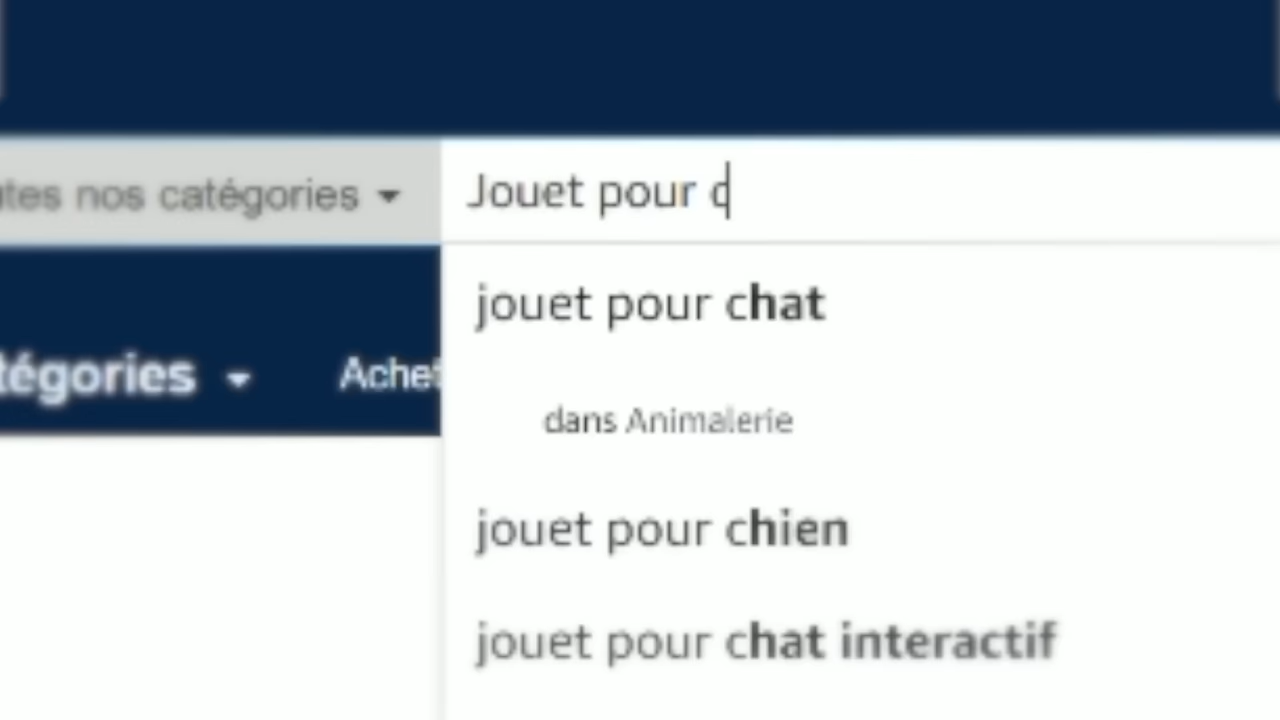 tes nos catégories
Jouet pour c
jouet pour chat
tégories
Achet
dans Animalerie
jouet pour chien
jouet pour chat interactif